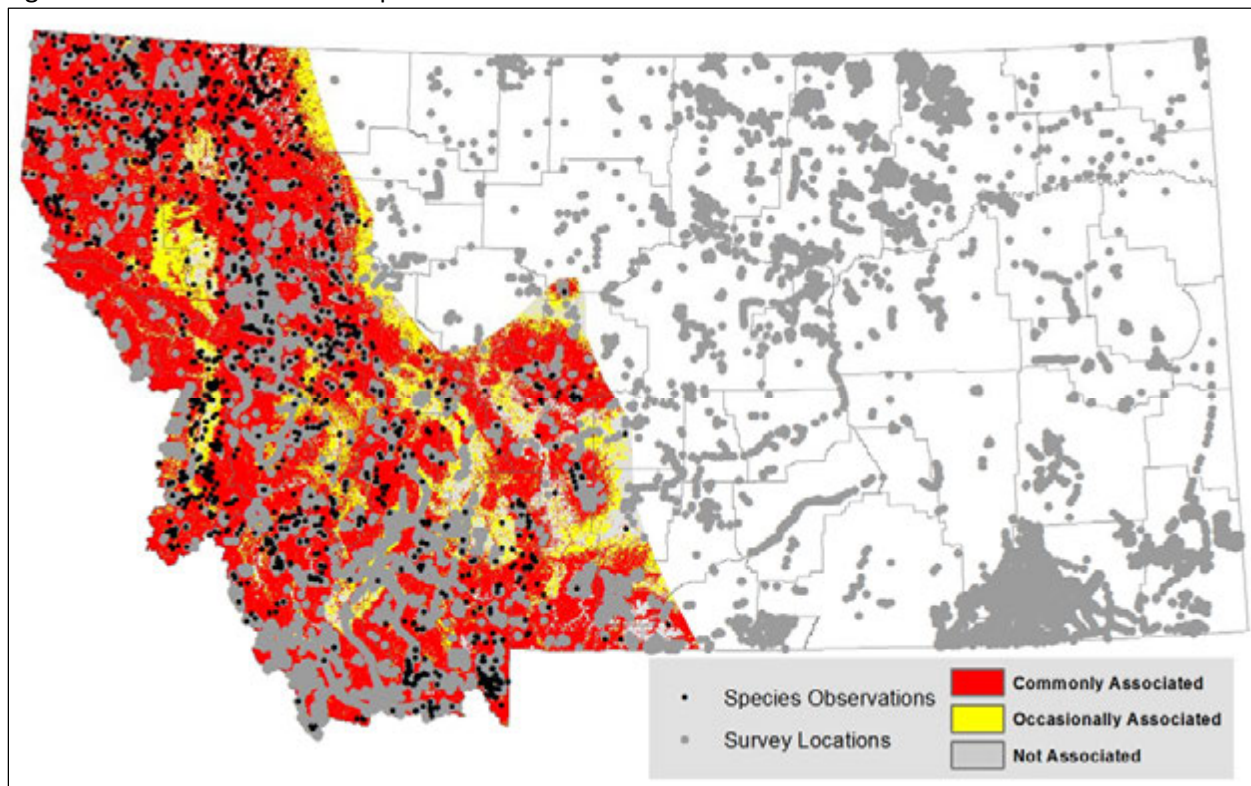 Species Observations
Survey Locations
Commonly Associated
Occasionally Associated
Not Associated